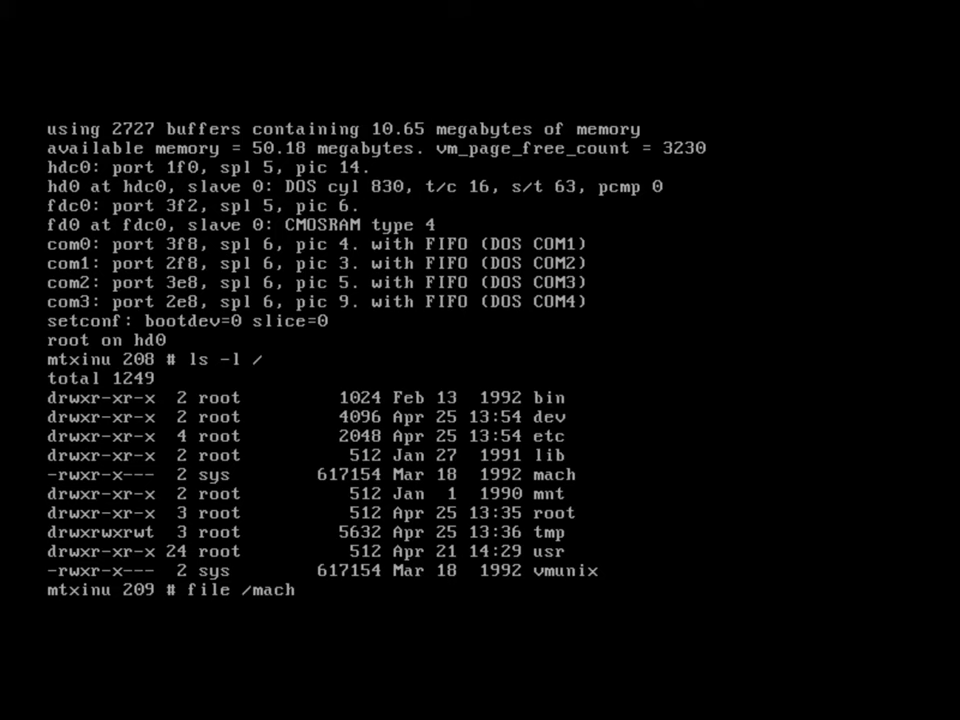 using 2727 buffers containing 10.65 megabytes of memory
available memory = 50.18 megabytes. vm_page_free_count = 3230
hdc0: port 1f0, spl 5, pic 14.
hd0 at hdc0, slave 0: DOS cyl 830, t/c 16, s/t 63, pcmp 0
fdc0: port 3f2, spl 5, pic 6.
fd0 at fdc0, slave 0: CMOSRAM type 4
com0: port 3f8, spl 6, pic 4. with FIFO (DOS COM1)
com1: port 2f8, spl 6, pic 3. with FIFO (DOS COM2)
com2: port 3e8, spl 6, pic 5. with FIFO (DOS COM3)
com3: port 2e8, spl 6, pic 9. with FIFO (DOS COM4)
setconf: bootdev=0 slice=0
root on hd0
mtxinu 208 # ls -l /
total 1249
drwxr-xr-x  2 root         1024 Feb 13  1992 bin
drwxr-xr-x  2 root         4096 Apr 25 13:54 dev
drwxr-xr-x  4 root         2048 Apr 25 13:54 etc
drwxr-xr-x  2 root          512 Jan 27  1991 lib
-rwxr-x---  2 sys        617154 Mar 18  1992 mach
drwxr-xr-x  2 root          512 Jan  1  1990 mnt
drwxr-xr-x  3 root          512 Apr 25 13:35 root
drwxrwxrwt  3 root         5632 Apr 25 13:36 tmp
drwxr-xr-x 24 root          512 Apr 21 14:29 usr
-rwxr-x---  2 sys        617154 Mar 18  1992 vmunix
mtxinu 209 # file /mach